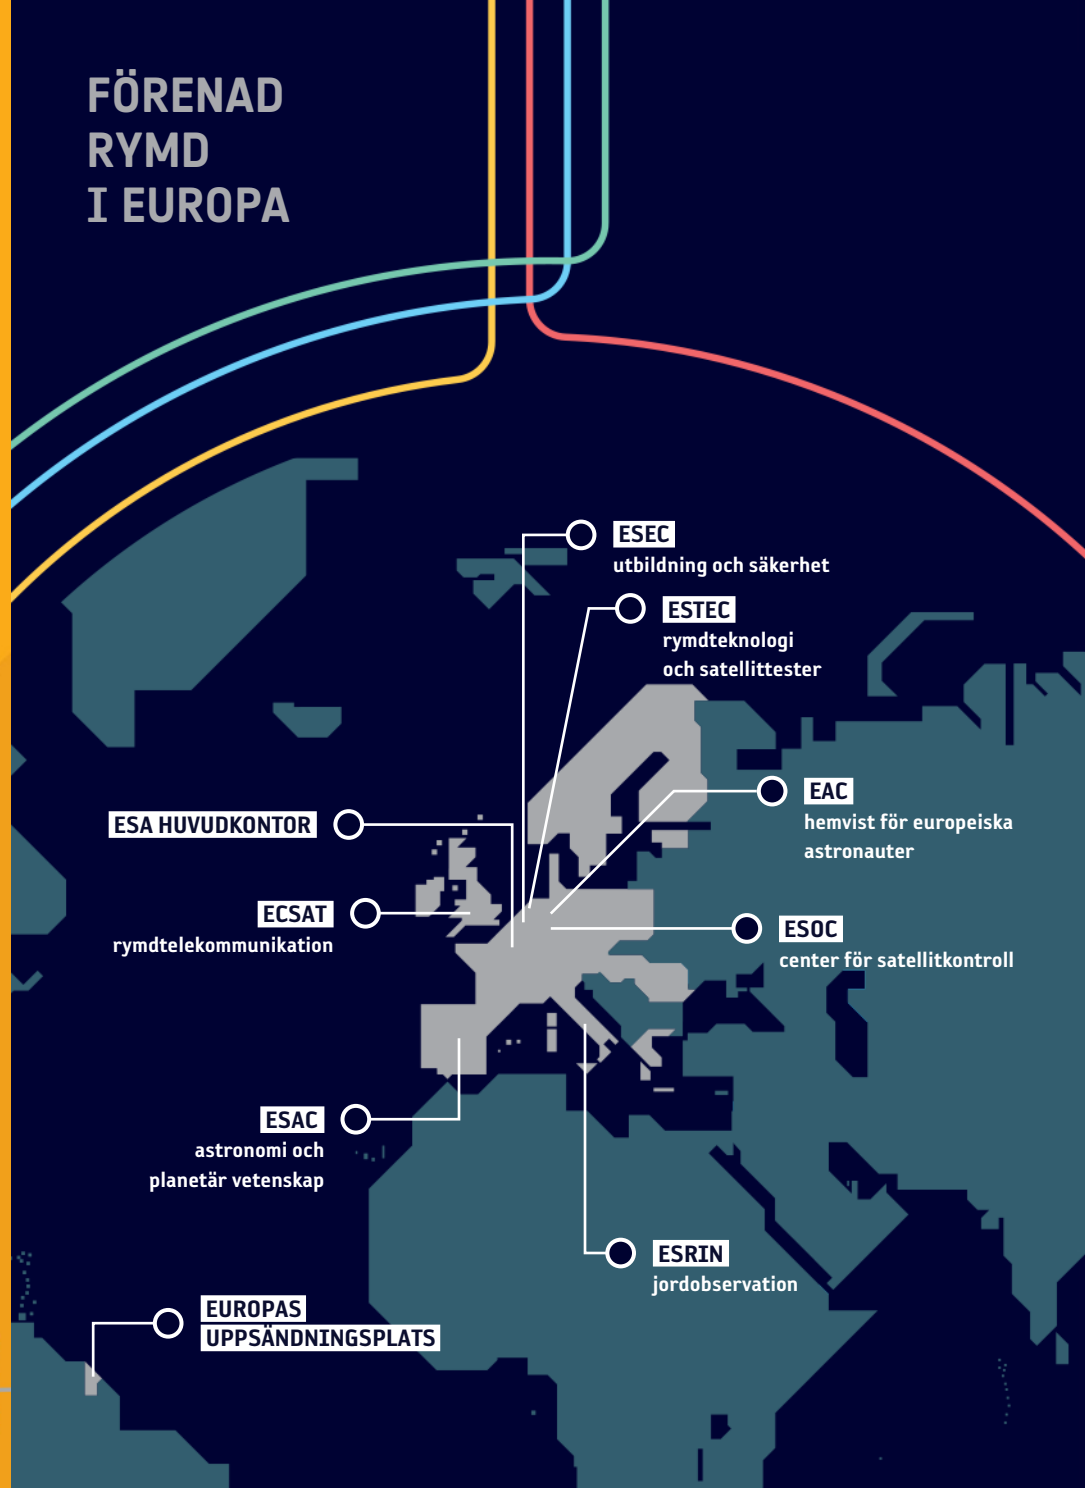 FÖRENAD
RYMD
I EUROPA
ESEC
utbildning och säkerhet
ESTEC
rymdteknologi
och satellittester
EAC
hemvist för europeiska
astronauter
ESA HUVUDKONTOR
ECSAT
rymdtelekommunikation
ESOC
center för satellitkontroll
ESAC
astronomi och
planetär vetenskap
ESRIN
jordobservation
EUROPAS
UPPSÄNDNINGSPLATS